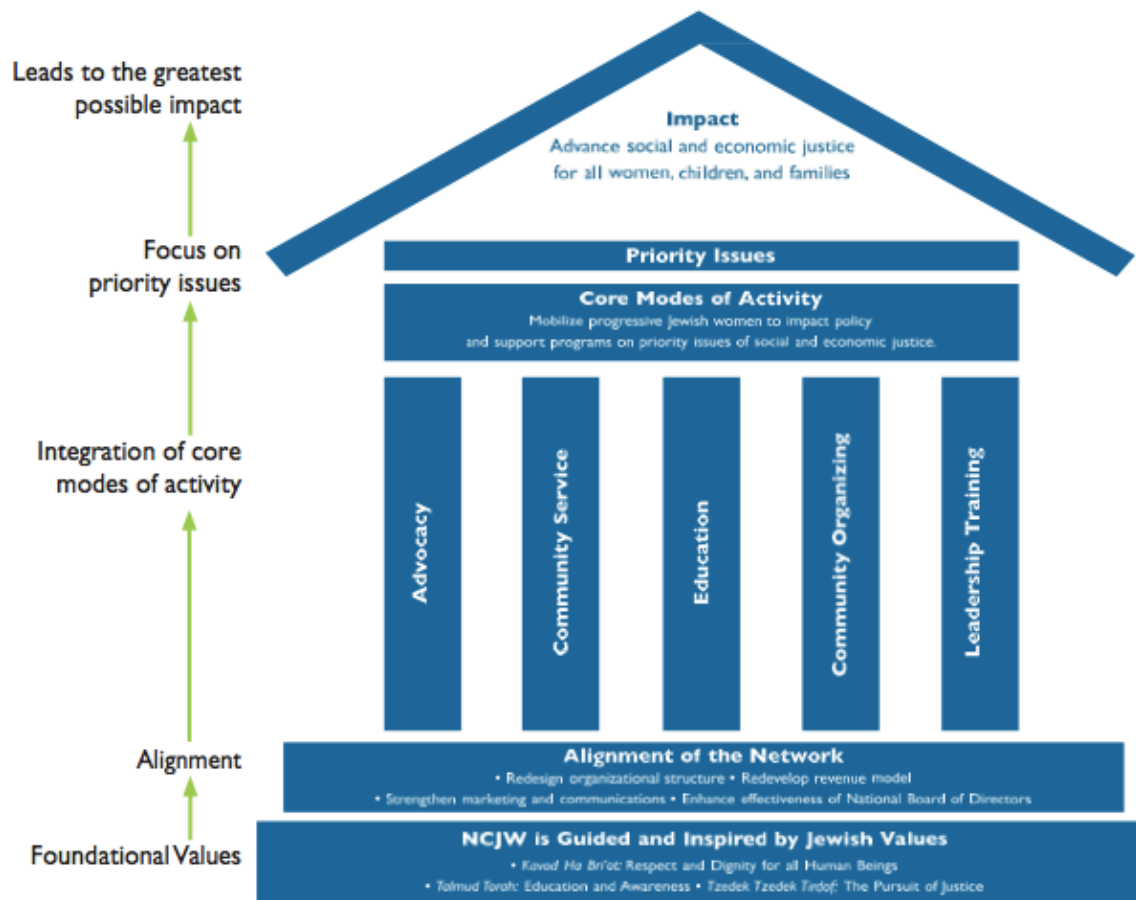 Leads to the greatest
possible impact
Impact
Advance social and economic justice
for all women, children, and families
Focus on
priority issues
Priority Issues
Core Modes of Activity
Mobilize progressive Jewish women to impact policy
and support programs on priority issues of social and economic justice.
Integration of core
modes of activity
Advocacy
Community Service
Education
Community Organizing
Leadership Training
Alignment
Alignment of the Network
• Redesign organizational structure • Redevelop revenue model
• Strengthen marketing and communications • Enhance effectiveness of National Board of Directors
Foundational Values
NCJW is Guided and Inspired by Jewish Values
• Kavod Ha Bri'ot: Respect and Dignity for all Human Beings
• Talmud Torah: Education and Awareness • Tzedek Tzedek Tirdof: The Pursuit of Justice